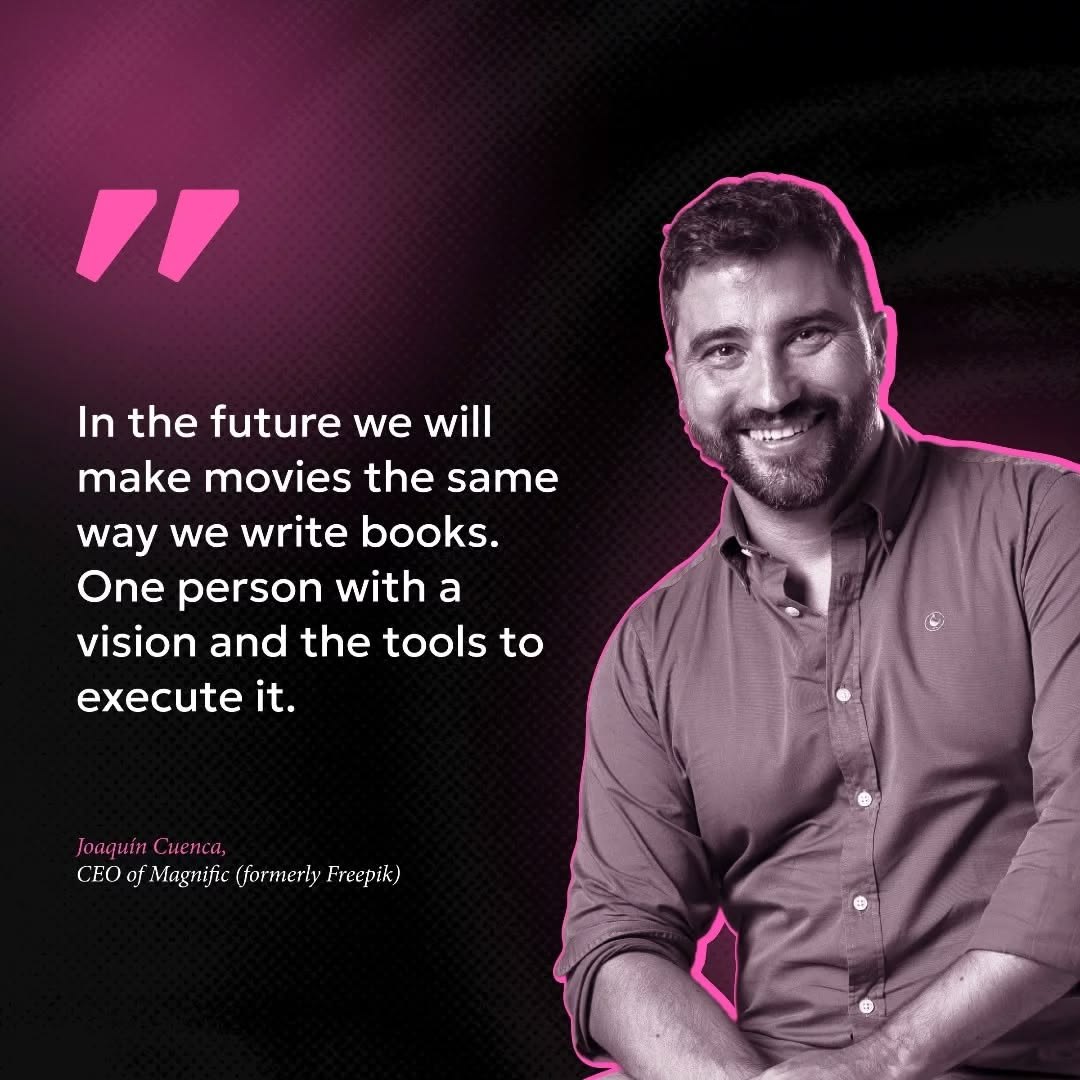 In the future we will
make movies the same
way we write books.
One person with a
vision and the tools to
execute it.
Joaquín Cuenca,
CEO of Magnific (formerly Freepik)